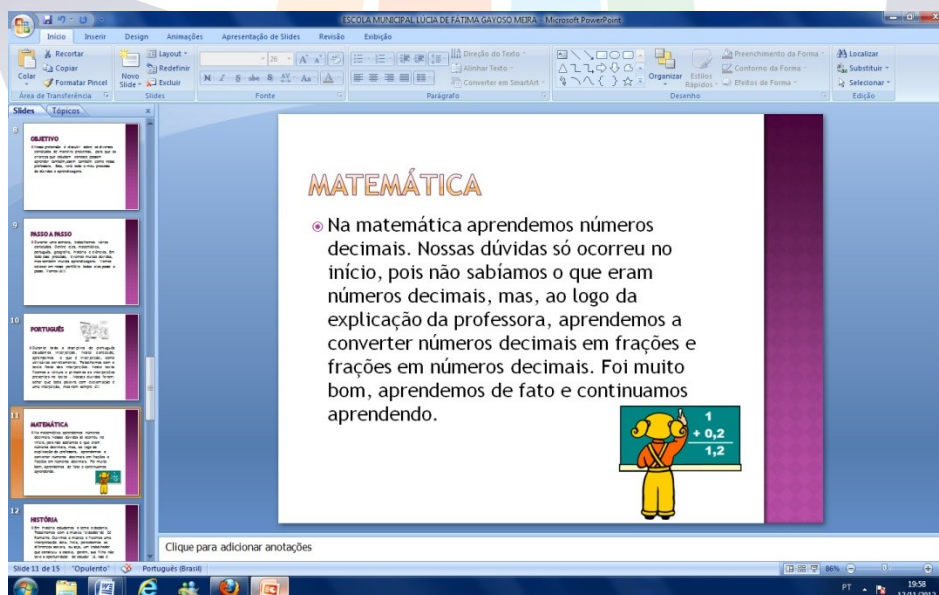 ESCOLA MUNICIPAL LÚCIA DE FÁTIMA GAYOSO MEIRA - Microsoft PowerPoint
Início Inserir Design Animações Apresentação de Slides Revisão Exibição
Colar
Recortar
Copiar
Formatar Pincel
Área de Transferência
Novo Slide
Layout
Redefinir
Excluir
Slides
26
Fonte
Direção do Texto
Alinhar Texto
Converter em SmartArt
Parágrafo
Organizar
Estilos Rápidos
Preenchimento da Forma
Contorno da Forma
Efeitos de Forma
Desenho
Localizar
Substituir
Selecionar
Edição
Slides Tópicos
OBJETIVO
9
PASSO A PASSO
10
PORTUGUÊS
11
MATEMÁTICA
12
HISTÓRIA
MATEMÁTICA
Na matemática aprendemos números
decimais. Nossas dúvidas só ocorreu no
início, pois não sabíamos o que eram
números decimais, mas, ao logo da
explicação da professora, aprendemos a
converter números decimais em frações e
frações em números decimais. Foi muito
bom, aprendemos de fato e continuamos
aprendendo.
1
+ 0,2
1,2
Clique para adicionar anotações
Slide 11 de 15 "Opulento" Português (Brasil)
86%
PT
19:58